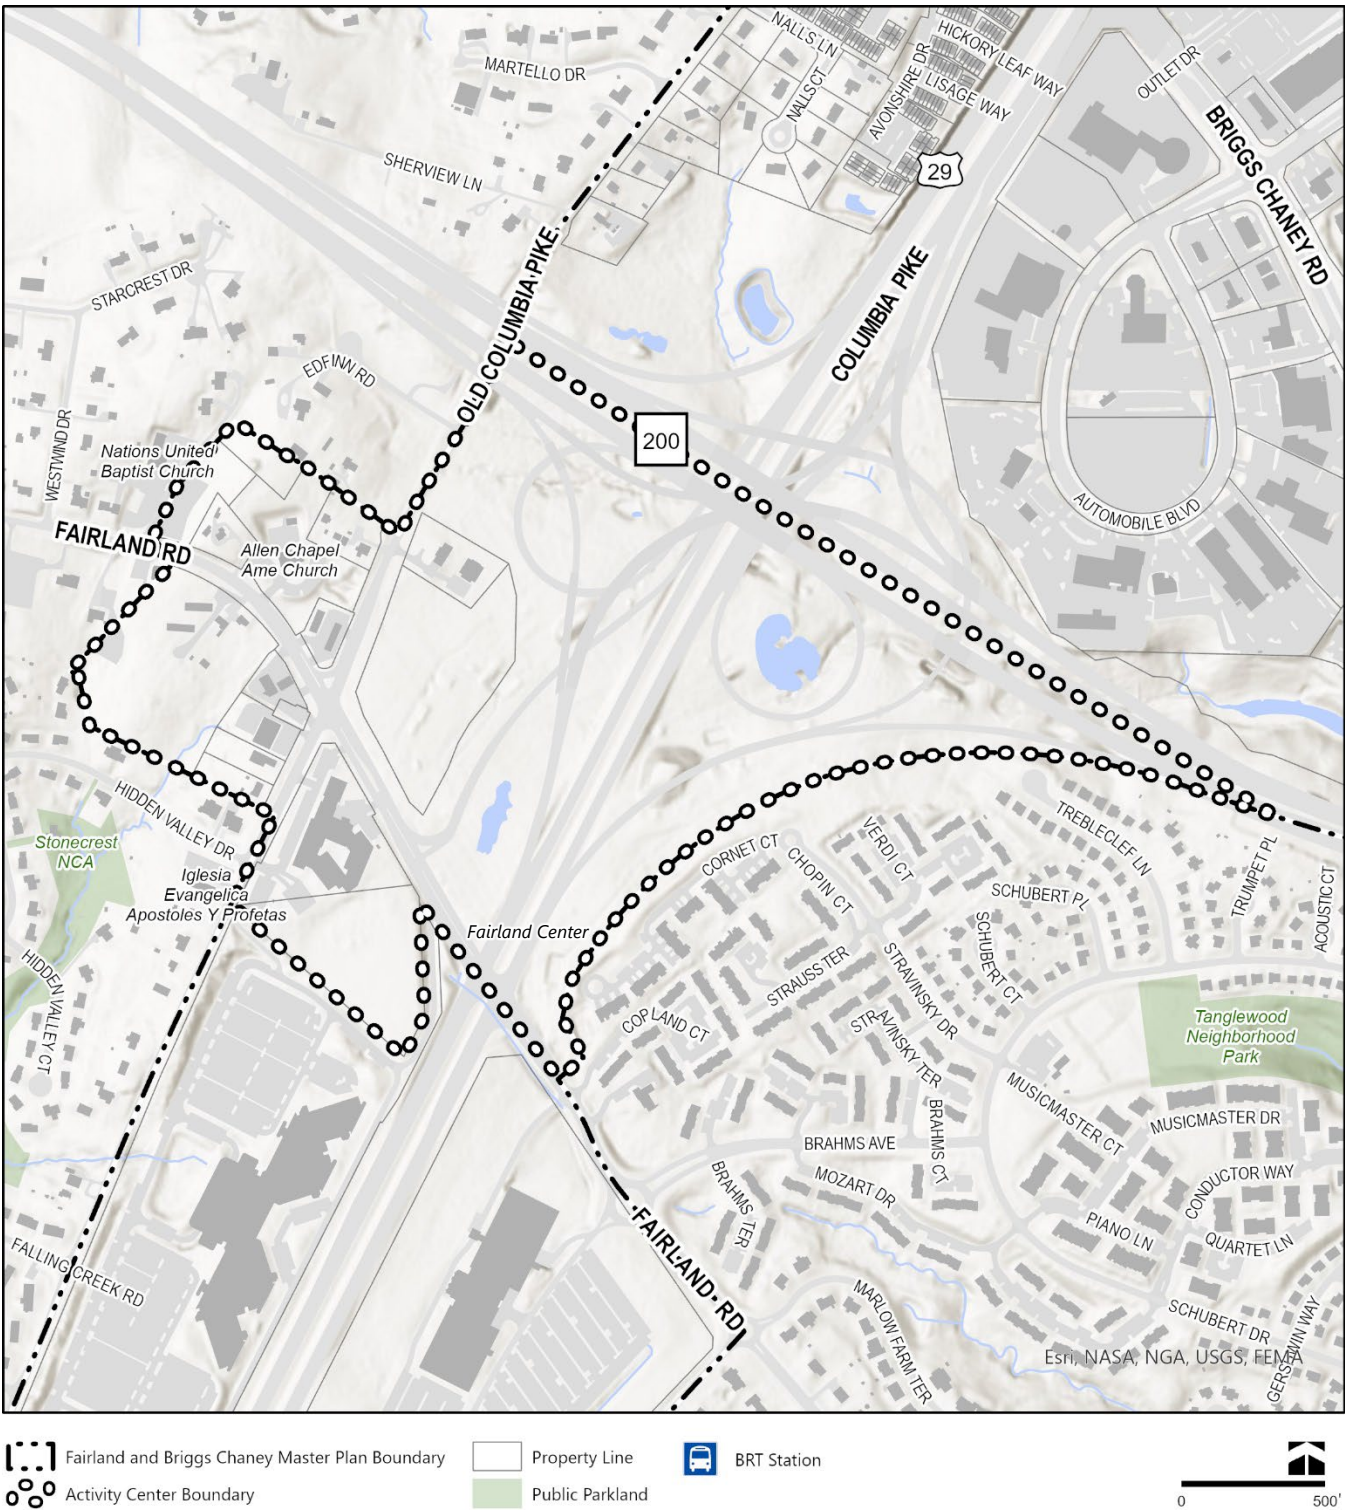 NALLS LN
HICKORY LEAF WAY
MARTELLO DR
OUTLET DR
AVONSHIRE DR
LISAGE WAY
NALLS CT
BRIGGS CHANEY RD
SHERVIEW LN
29
COLUMBIA PIKE
OLD COLUMBIA PIKE
STARCREST DR
EDFINN RD
200
WESTWIND DR
Nations United
Baptist Church
AUTOMOBILE BLVD
FAIRLAND RD
Allen Chapel
Ame Church
HIDDEN VALLEY DR
Stonecrest
NCA
Iglesia
Evangelica
Apostoles Y Profetas
Fairland Center
CORNET CT
CHOPIN CT
VERDI CT
TREBLECLEF LN
TRUMPET PL
ACOUSTIC CT
SCHUBERT PL
SCHUBERT CT
STRAUSS TER
STRAVINSKY DR
COPLAND CT
STRAVINSKY TER
HIDDEN VALLEY CT
Tanglewood
Neighborhood
Park
MUSICMASTER CT
MUSICMASTER DR
BRAHMS AVE
BRAHMS CT
BRAHMS TER
MOZART DR
CONDUCTOR WAY
PIANO LN
QUARTET LN
FAIRLAND RD
FALLING CREEK RD
MARLOW FARM TER
SCHUBERT DR
GERSHWIN WAY
Esri, NASA, NGA, USGS, FEMA
Fairland and Briggs Chaney Master Plan Boundary
Property Line
BRT Station
Activity Center Boundary
Public Parkland
0 500'